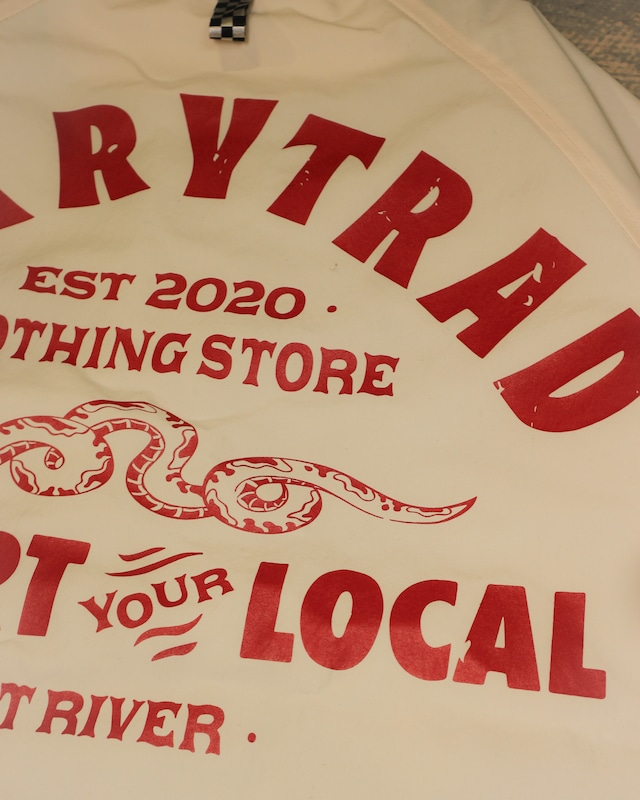 RYTRAD
EST 2020 ·
OTHING STORE
RT YOUR LOCAL
T RIVER ·